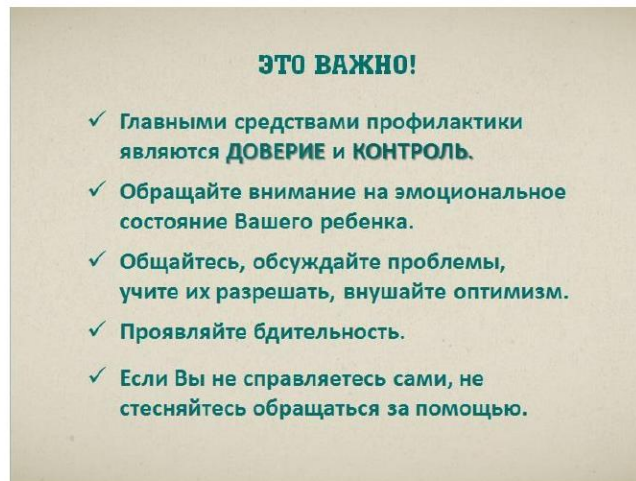 ЭТО ВАЖНО!
✓ Главными средствами профилактики
являются ДОВЕРИЕ и КОНТРОЛЬ.
✓ Обращайте внимание на эмоциональное
состояние Вашего ребенка.
✓ Общайтесь, обсуждайте проблемы,
учите их разрешать, внушайте оптимизм.
✓ Проявляйте бдительность.
✓ Если Вы не справляетесь сами, не
стесняйтесь обращаться за помощью.